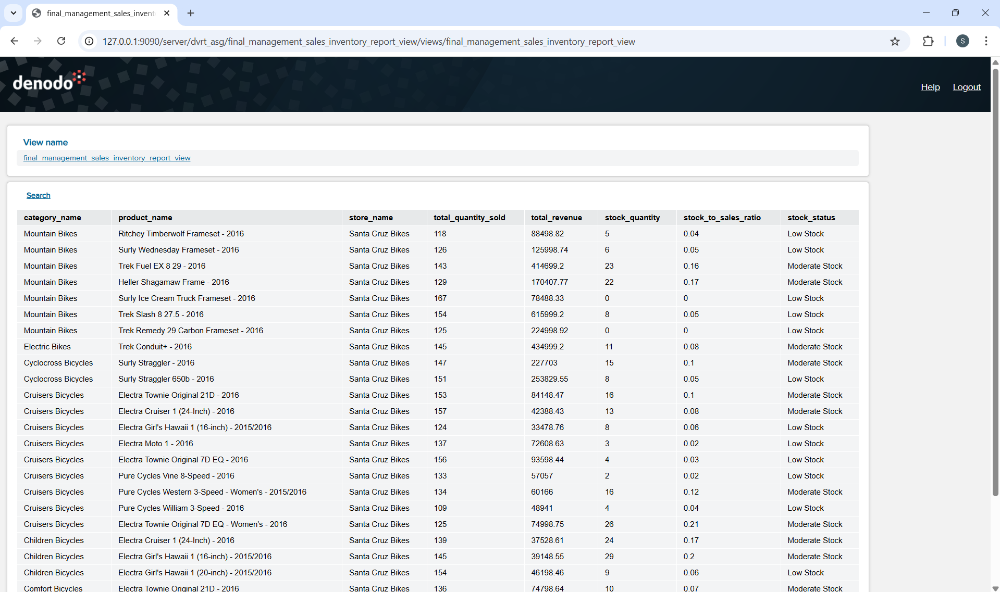 final_management_sales_invent
127.0.0.1:9090/server/dvrt_asg/final_management_sales_inventory_report_view/views/final_management_sales_inventory_report_view
S
denodo
Help Logout
View name
final_management_sales_inventory_report_view
Search
category_name product_name store_name total_quantity_sold total_revenue stock_quantity stock_to_sales_ratio stock_status
Mountain Bikes Ritchey Timberwolf Frameset - 2016 Santa Cruz Bikes 118 88498.82 5 0.04 Low Stock
Mountain Bikes Surly Wednesday Frameset - 2016 Santa Cruz Bikes 126 125998.74 6 0.05 Low Stock
Mountain Bikes Trek Fuel EX 8 29 - 2016 Santa Cruz Bikes 143 414699.2 23 0.16 Moderate Stock
Mountain Bikes Heller Shagamaw Frame - 2016 Santa Cruz Bikes 129 170407.77 22 0.17 Moderate Stock
Mountain Bikes Surly Ice Cream Truck Frameset - 2016 Santa Cruz Bikes 167 78488.33 0 0 Low Stock
Mountain Bikes Trek Slash 8 27.5 - 2016 Santa Cruz Bikes 154 615999.2 8 0.05 Low Stock
Mountain Bikes Trek Remedy 29 Carbon Frameset - 2016 Santa Cruz Bikes 125 224998.92 0 0 Low Stock
Electric Bikes Trek Conduit+ - 2016 Santa Cruz Bikes 145 434999.2 11 0.08 Moderate Stock
Cyclocross Bicycles Surly Straggler - 2016 Santa Cruz Bikes 147 227703 15 0.1 Moderate Stock
Cyclocross Bicycles Surly Straggler 650b - 2016 Santa Cruz Bikes 151 253829.55 8 0.05 Low Stock
Cruisers Bicycles Electra Townie Original 21D - 2016 Santa Cruz Bikes 153 84148.47 16 0.1 Moderate Stock
Cruisers Bicycles Electra Cruiser 1 (24-Inch) - 2016 Santa Cruz Bikes 157 42388.43 13 0.08 Moderate Stock
Cruisers Bicycles Electra Girl's Hawaii 1 (16-inch) - 2015/2016 Santa Cruz Bikes 124 33478.76 8 0.06 Low Stock
Cruisers Bicycles Electra Moto 1 - 2016 Santa Cruz Bikes 137 72608.63 3 0.02 Low Stock
Cruisers Bicycles Electra Townie Original 7D EQ - 2016 Santa Cruz Bikes 156 93598.44 4 0.03 Low Stock
Cruisers Bicycles Pure Cycles Vine 8-Speed - 2016 Santa Cruz Bikes 133 57057 2 0.02 Low Stock
Cruisers Bicycles Pure Cycles Western 3-Speed - Women's - 2015/2016 Santa Cruz Bikes 134 60166 16 0.12 Moderate Stock
Cruisers Bicycles Pure Cycles William 3-Speed - 2016 Santa Cruz Bikes 109 48941 4 0.04 Low Stock
Cruisers Bicycles Electra Townie Original 7D EQ - Women's - 2016 Santa Cruz Bikes 125 74998.75 26 0.21 Moderate Stock
Children Bicycles Electra Cruiser 1 (24-Inch) - 2016 Santa Cruz Bikes 139 37528.61 24 0.17 Moderate Stock
Children Bicycles Electra Girl's Hawaii 1 (16-inch) - 2015/2016 Santa Cruz Bikes 145 39148.55 29 0.2 Moderate Stock
Children Bicycles Electra Girl's Hawaii 1 (20-inch) - 2015/2016 Santa Cruz Bikes 154 46198.46 9 0.06 Low Stock
Comfort Bicycles Electra Townie Original 21D - 2016 Santa Cruz Bikes 136 74798.64 10 0.07 Moderate Stock